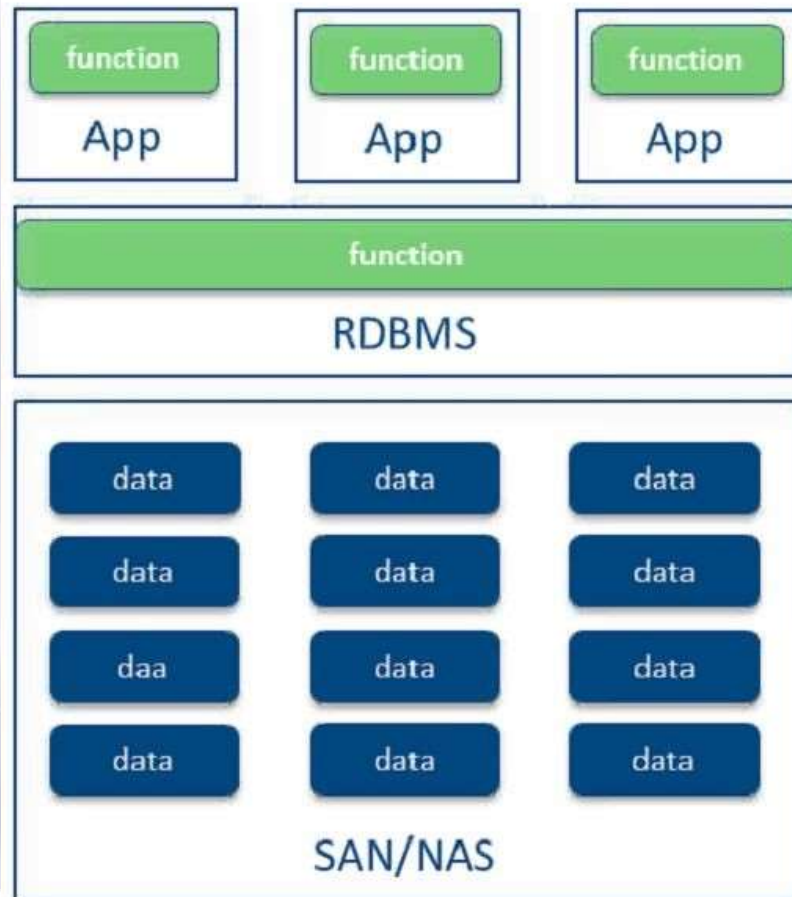 function function function
App App App
function
RDBMS
data data data
data data data
daa data data
data data data
SAN/NAS